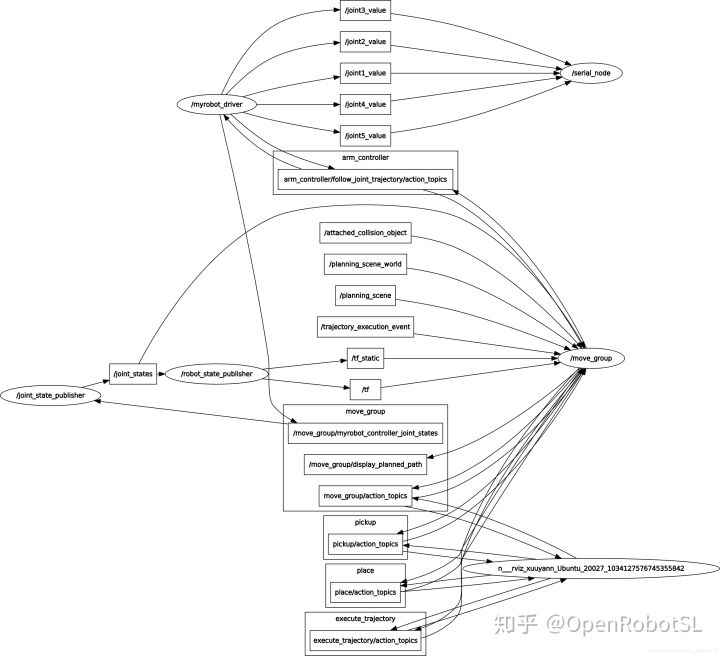 /joint3_value
/joint2_value
/joint1_value
/serial_node
/myrobot_driver
/joint4_value
/joint5_value
arm_controller
arm_controller/follow_joint_trajectory/action_topics
/attached_collision_object
/planning_scene_world
/planning_scene
/trajectory_execution_event
/tf_static
/move_group
/joint_states
/robot_state_publisher
/tf
/joint_state_publisher
move_group
/move_group/myrobot_controller_joint_states
/move_group/display_planned_path
move_group/action_topics
pickup
pickup/action_topics
place
n___rviz_xuuyann_Ubuntu_20027_1034127576745355842
place/action_topics
execute_trajectory
execute_trajectory/action_topics
知乎 @OpenRobotSL